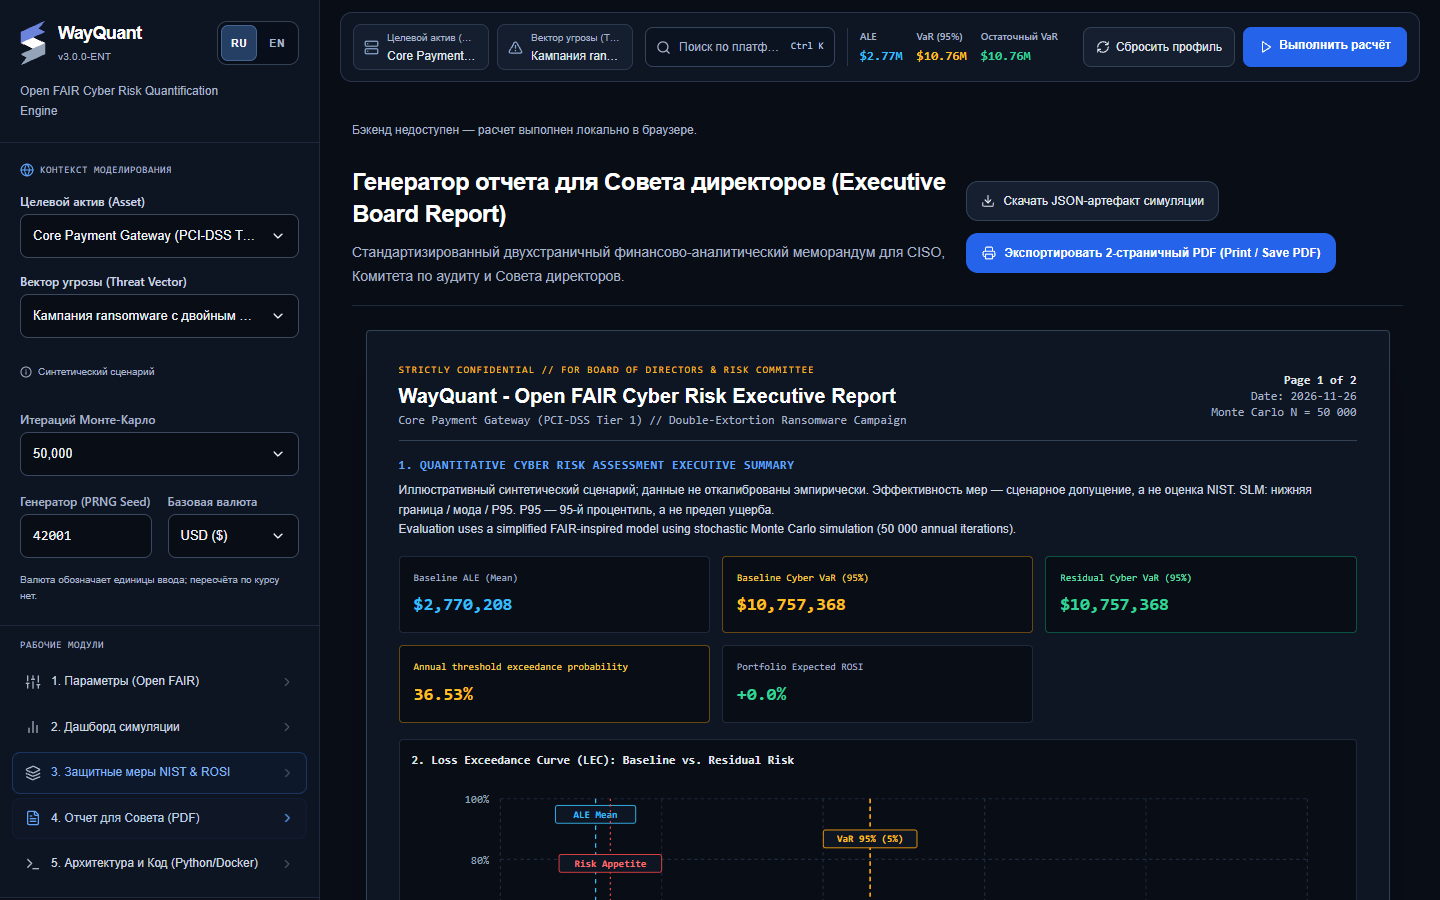 WayQuant
v3.0.0-ENT
RU
EN
Open FAIR Cyber Risk Quantification
Engine
КОНТЕКСТ МОДЕЛИРОВАНИЯ
Целевой актив (Asset)
Core Payment Gateway (PCI-DSS T...
Вектор угрозы (Threat Vector)
Кампания ransomware с двойным ...
Синтетический сценарий
Итераций Монте-Карло
50,000
Генератор (PRNG Seed)
Базовая валюта
42001
USD ($)
Валюта обозначает единицы ввода; пересчёта по курсу
нет.
РАБОЧИЕ МОДУЛИ
1. Параметры (Open FAIR)
2. Дашборд симуляции
3. Защитные меры NIST & ROSI
4. Отчет для Совета (PDF)
5. Архитектура и Код (Python/Docker)
Целевой актив (...
Core Payment...
Вектор угрозы (T...
Кампания ran...
Поиск по платф...
Ctrl K
ALE
$2.77M
VaR (95%)
$10.76M
Остаточный VaR
$10.76M
Сбросить профиль
Выполнить расчёт
Бэкенд недоступен — расчет выполнен локально в браузере.
Генератор отчета для Совета директоров (Executive
Board Report)
Стандартизированный двухстраничный финансово-аналитический меморандум для CISO,
Комитета по аудиту и Совета директоров.
Скачать JSON-артефакт симуляции
Экспортировать 2-страничный PDF (Print / Save PDF)
STRICTLY CONFIDENTIAL // FOR BOARD OF DIRECTORS & RISK COMMITTEE
WayQuant - Open FAIR Cyber Risk Executive Report
Core Payment Gateway (PCI-DSS Tier 1) // Double-Extortion Ransomware Campaign
Page 1 of 2
Date: 2026-11-26
Monte Carlo N = 50 000
1. QUANTITATIVE CYBER RISK ASSESSMENT EXECUTIVE SUMMARY
Иллюстративный синтетический сценарий; данные не откалиброваны эмпирически. Эффективность мер — сценарное допущение, а не оценка NIST. SLM: нижняя
граница / мода / P95. P95 — 95-й процентиль, а не предел ущерба.
Evaluation uses a simplified FAIR-inspired model using stochastic Monte Carlo simulation (50 000 annual iterations).
Baseline ALE (Mean)
$2,770,208
Baseline Cyber VaR (95%)
$10,757,368
Residual Cyber VaR (95%)
$10,757,368
Annual threshold exceedance probability
36.53%
Portfolio Expected ROSI
+0.0%
2. Loss Exceedance Curve (LEC): Baseline vs. Residual Risk
100%
ALE Mean
VaR 95% (5%)
80%
Risk Appetite